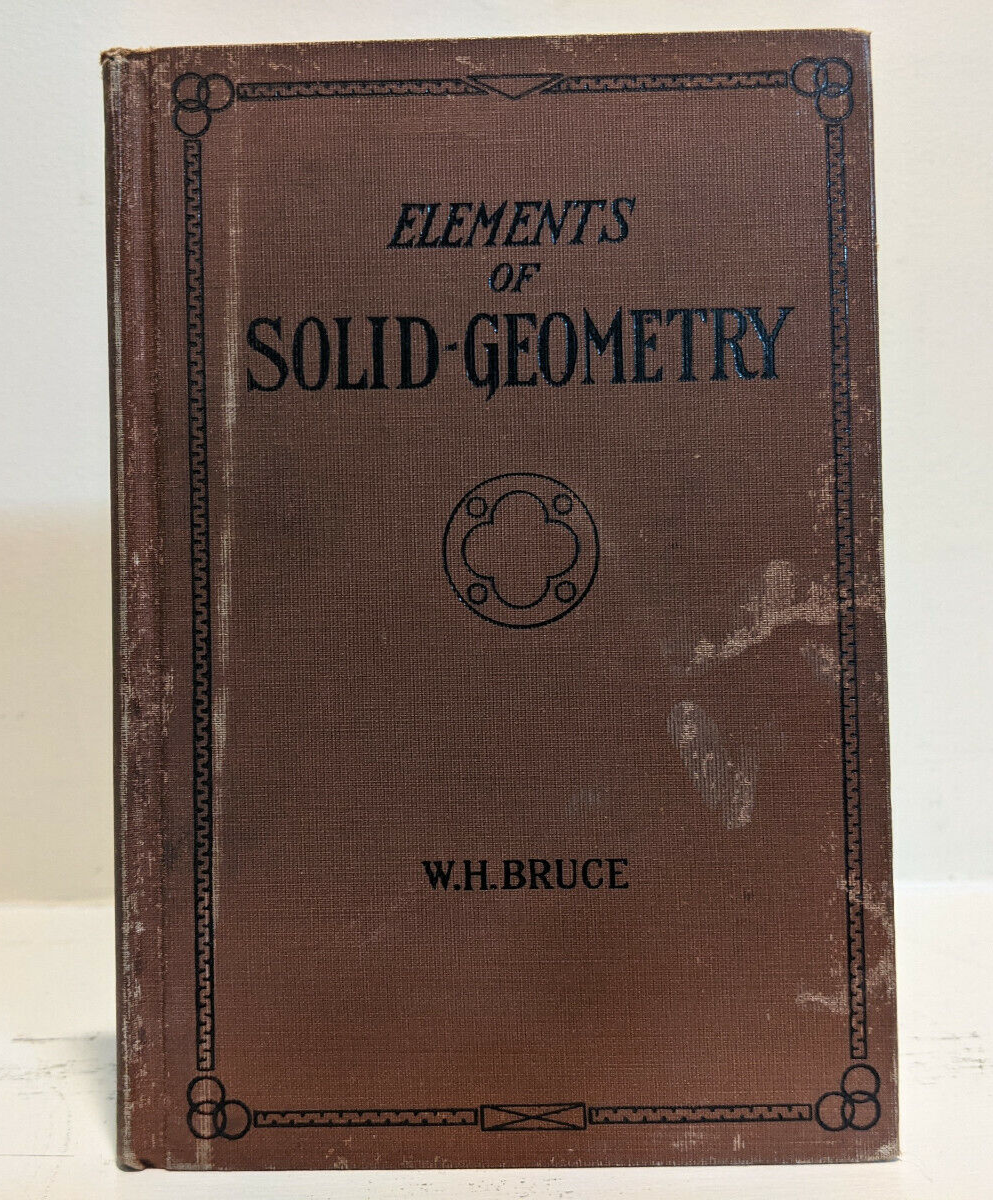 ELEMENTS
OF
SOLID-GEOMETRY
W.H.BRUCE